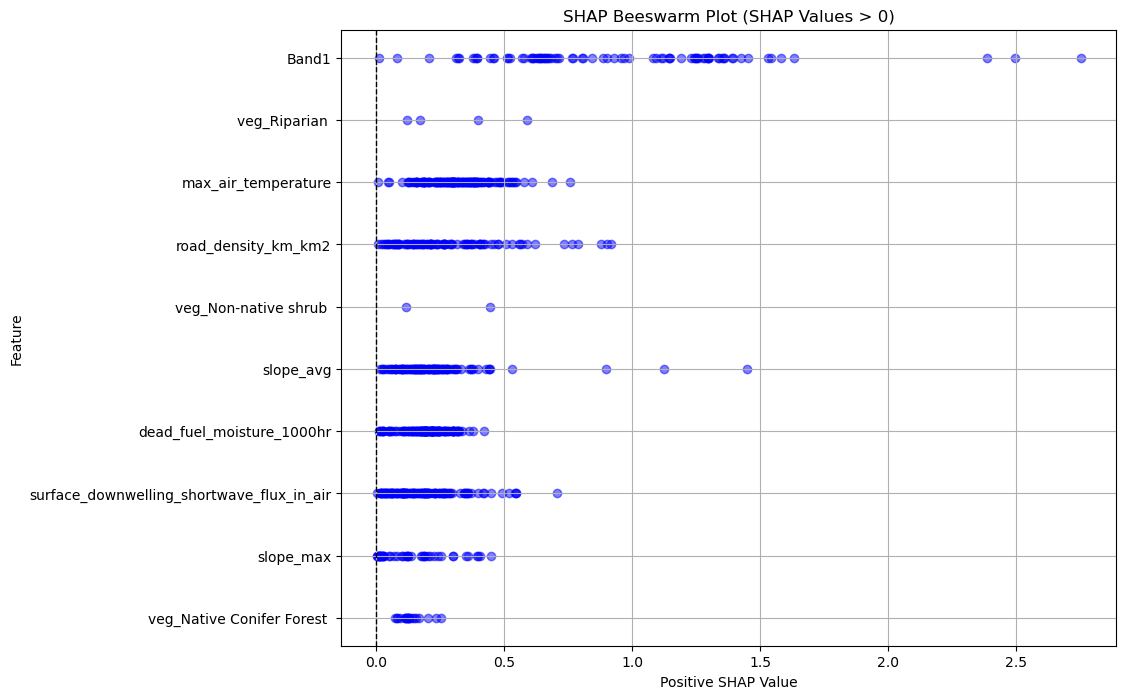 SHAP Beeswarm Plot (SHAP Values > 0)
Feature
Band1
veg_Riparian
max_air_temperature
road_density_km_km2
veg_Non-native shrub
slope_avg
dead_fuel_moisture_1000hr
surface_downwelling_shortwave_flux_in_air
slope_max
veg_Native Conifer Forest
0.0 0.5 1.0 1.5 2.0 2.5
Positive SHAP Value